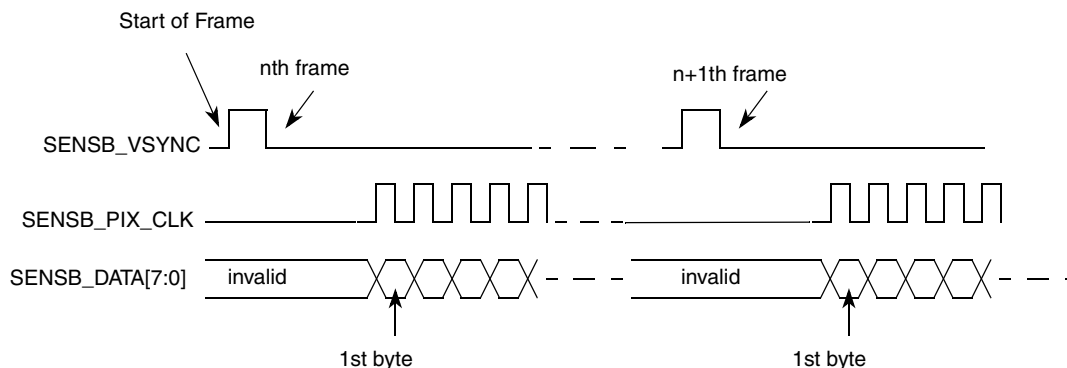 Start of Frame
nth frame
n+1th frame
SENSB_VSYNC
SENSB_PIX_CLK
SENSB_DATA[7:0]
invalid
invalid
1st byte
1st byte